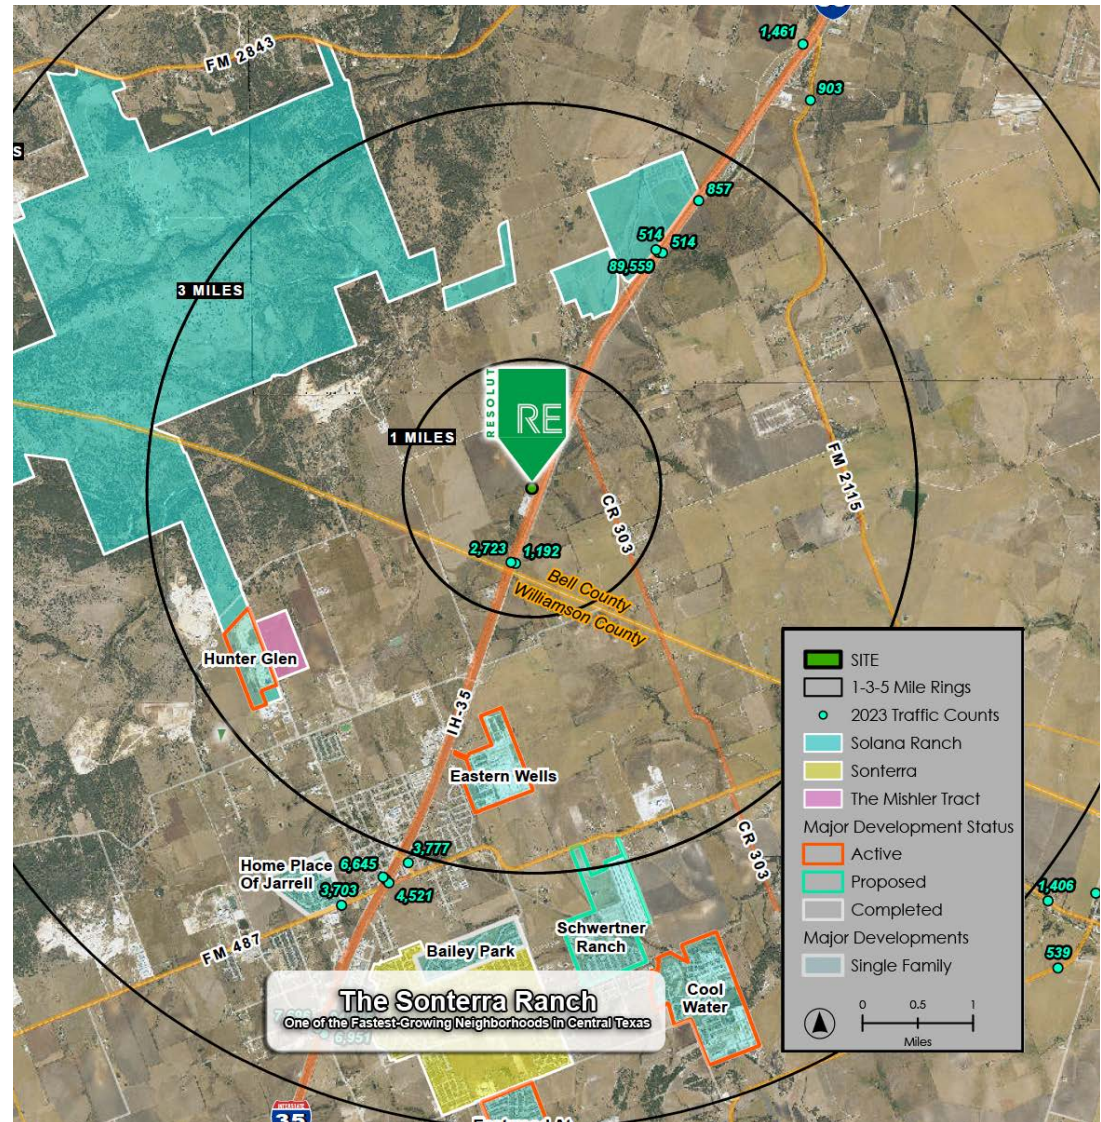 1,461
FM 2843
903
S
857
514
514
89,559
3 MILES
RESOLUT
RE
1 MILES
FM 2115
CR 303
2,723
1,192
Bell County
Williamson County
Hunter Glen
IH-35
Eastern Wells
SITE
1-3-5 Mile Rings
2023 Traffic Counts
Solana Ranch
Sonterra
The Mishler Tract
Major Development Status
Active
Proposed
Completed
Major Developments
Single Family
0 0.5 1
Miles
CR 303
3,777
Home Place
Of Jarrell
6,645
3,703
4,521
1,406
FM 487
Schwertner
Ranch
Bailey Park
539
Cool
Water
The Sonterra Ranch
One of the Fastest-Growing Neighborhoods in Central Texas
6,951
INTERSTATE
35